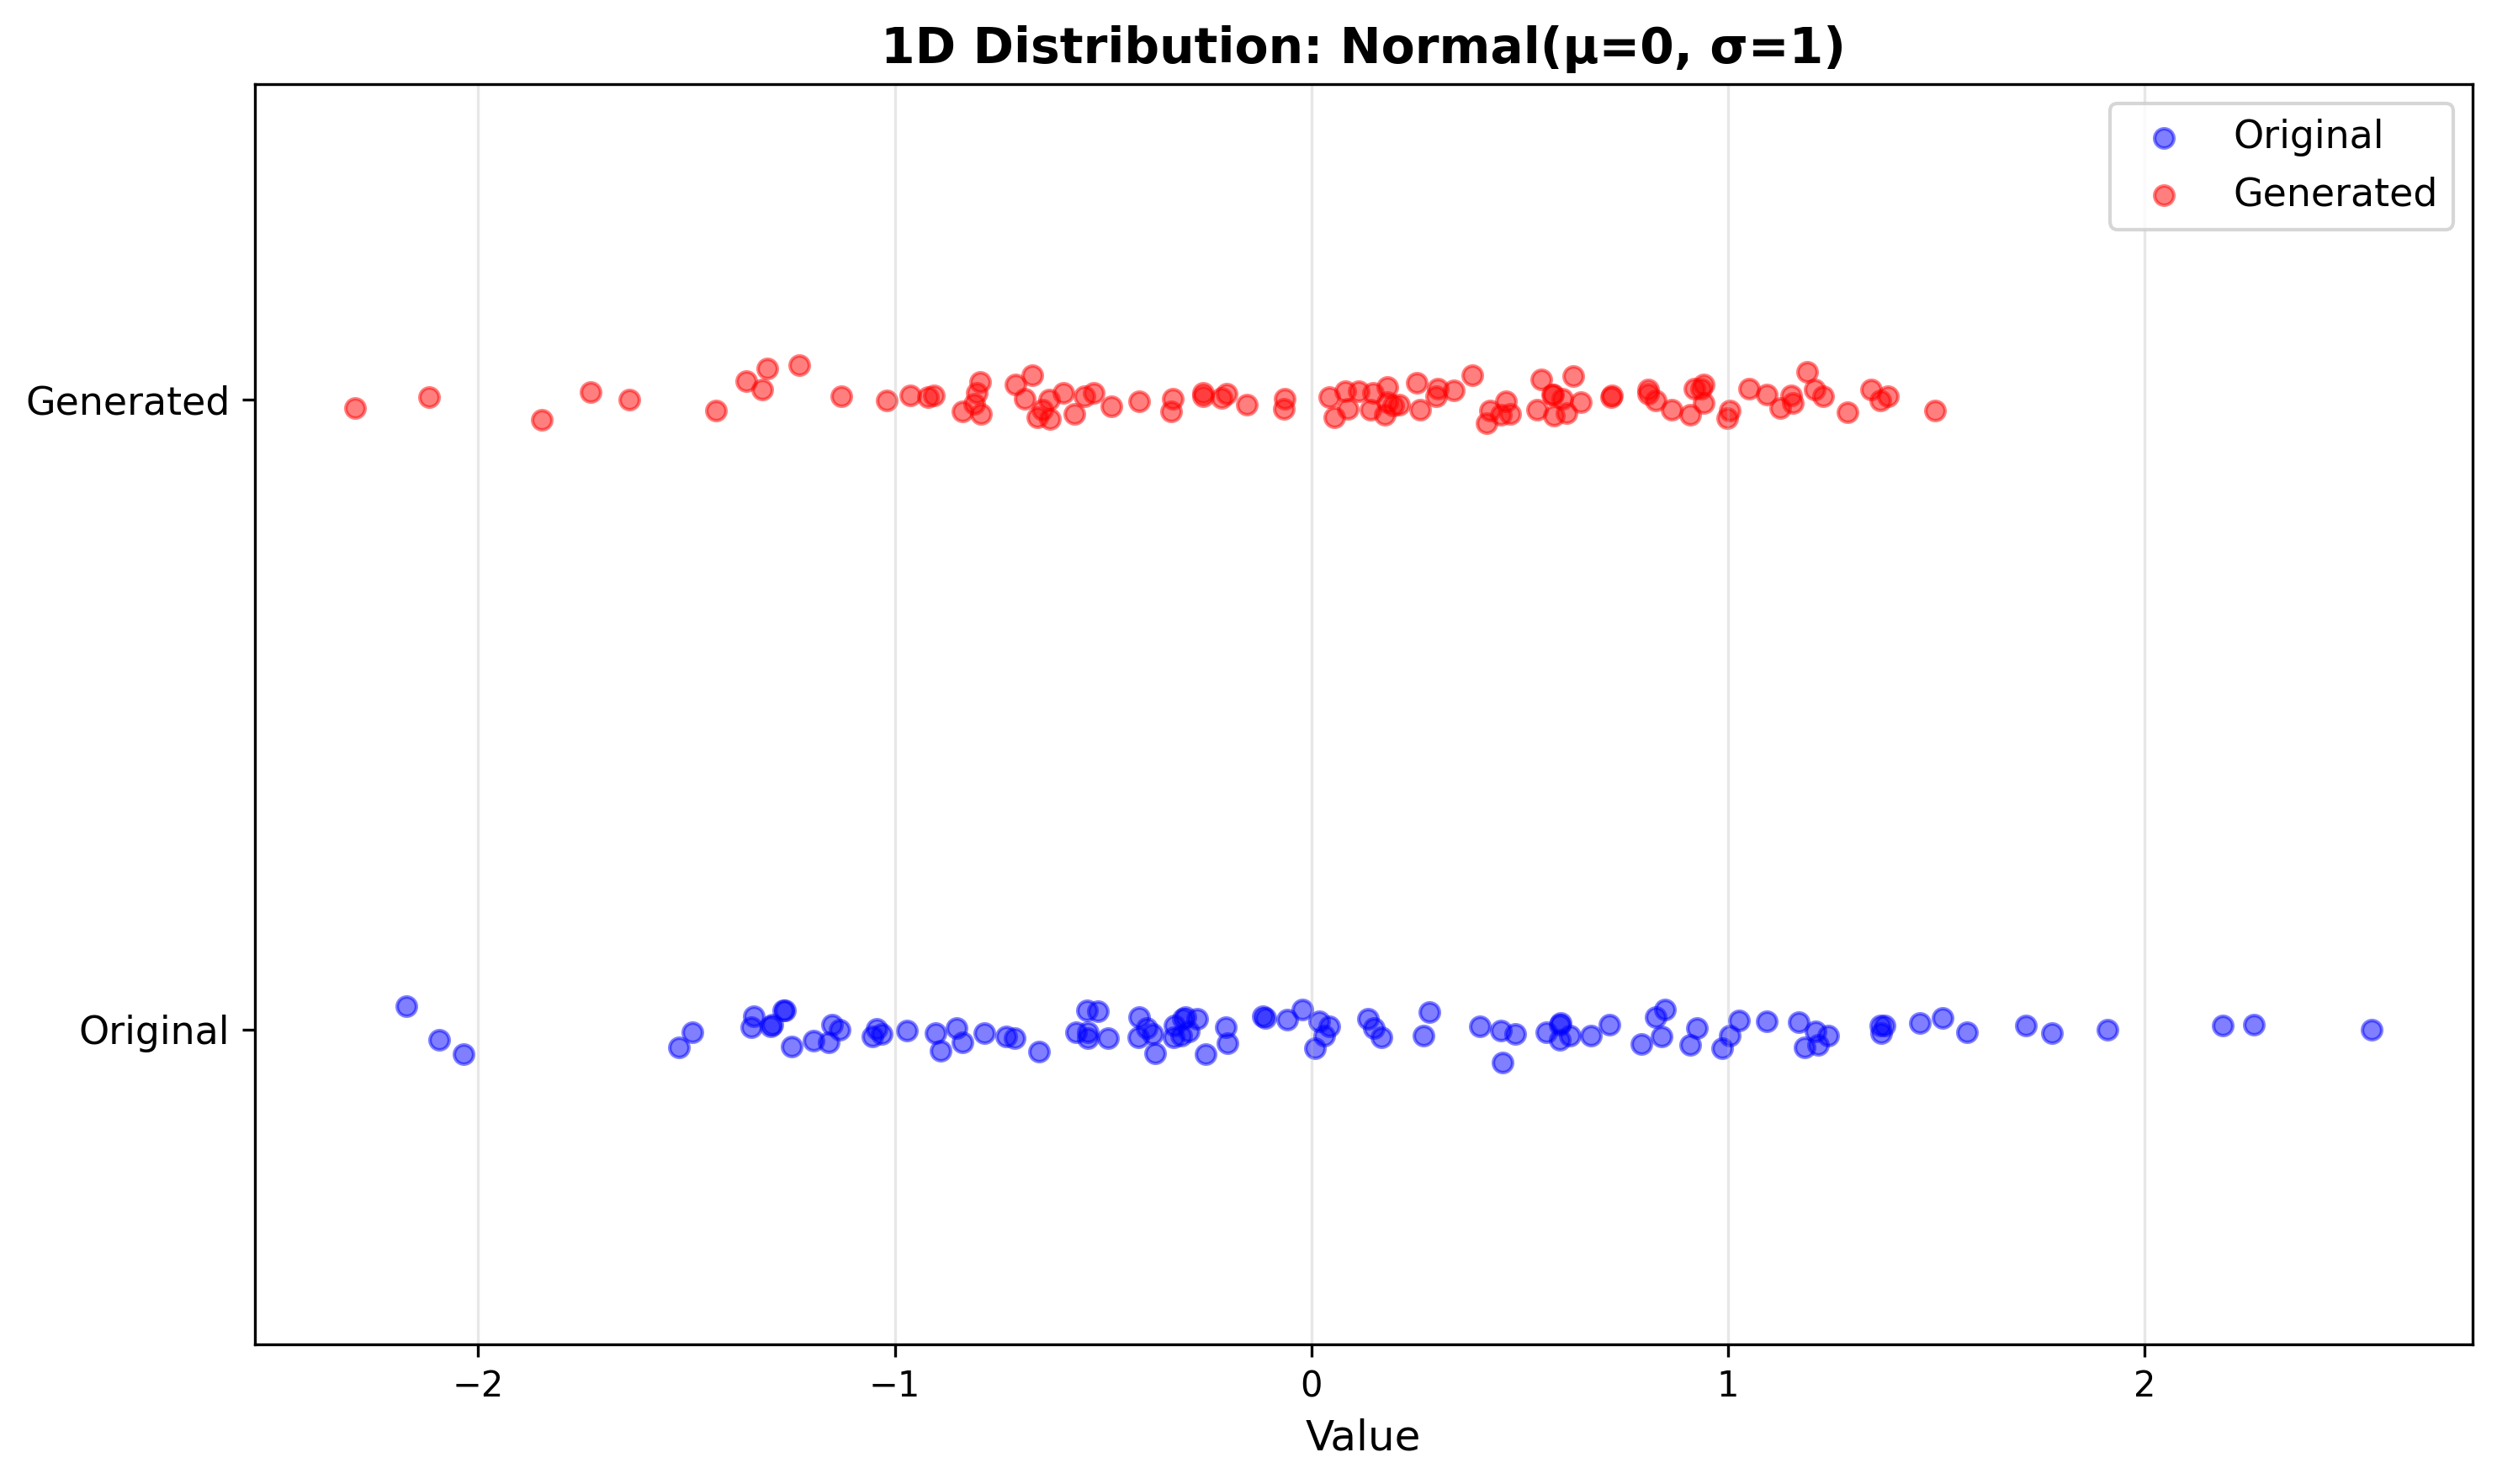 1D Distribution: Normal(μ=0, σ=1)
Original
Generated
Generated
Original
−2
−1
0
1
2
Value